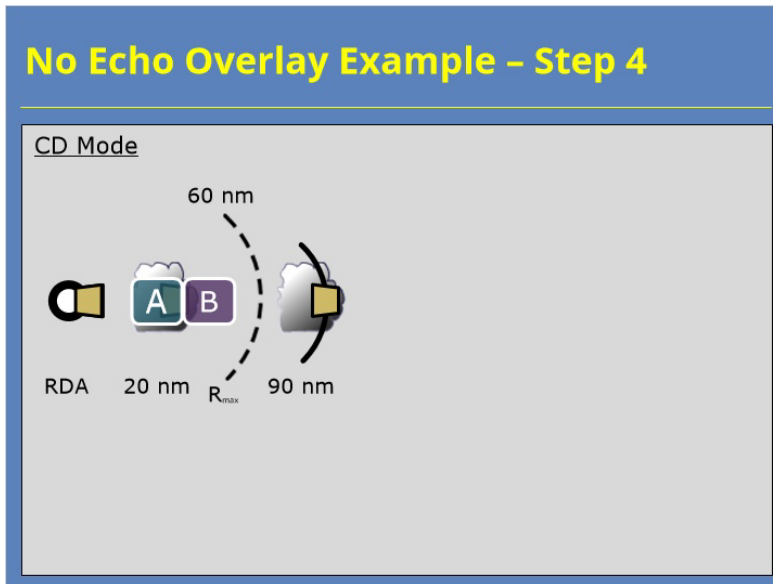 No Echo Overlay Example – Step 4
CD Mode
60 nm
A B
RDA 20 nm Rmax 90 nm